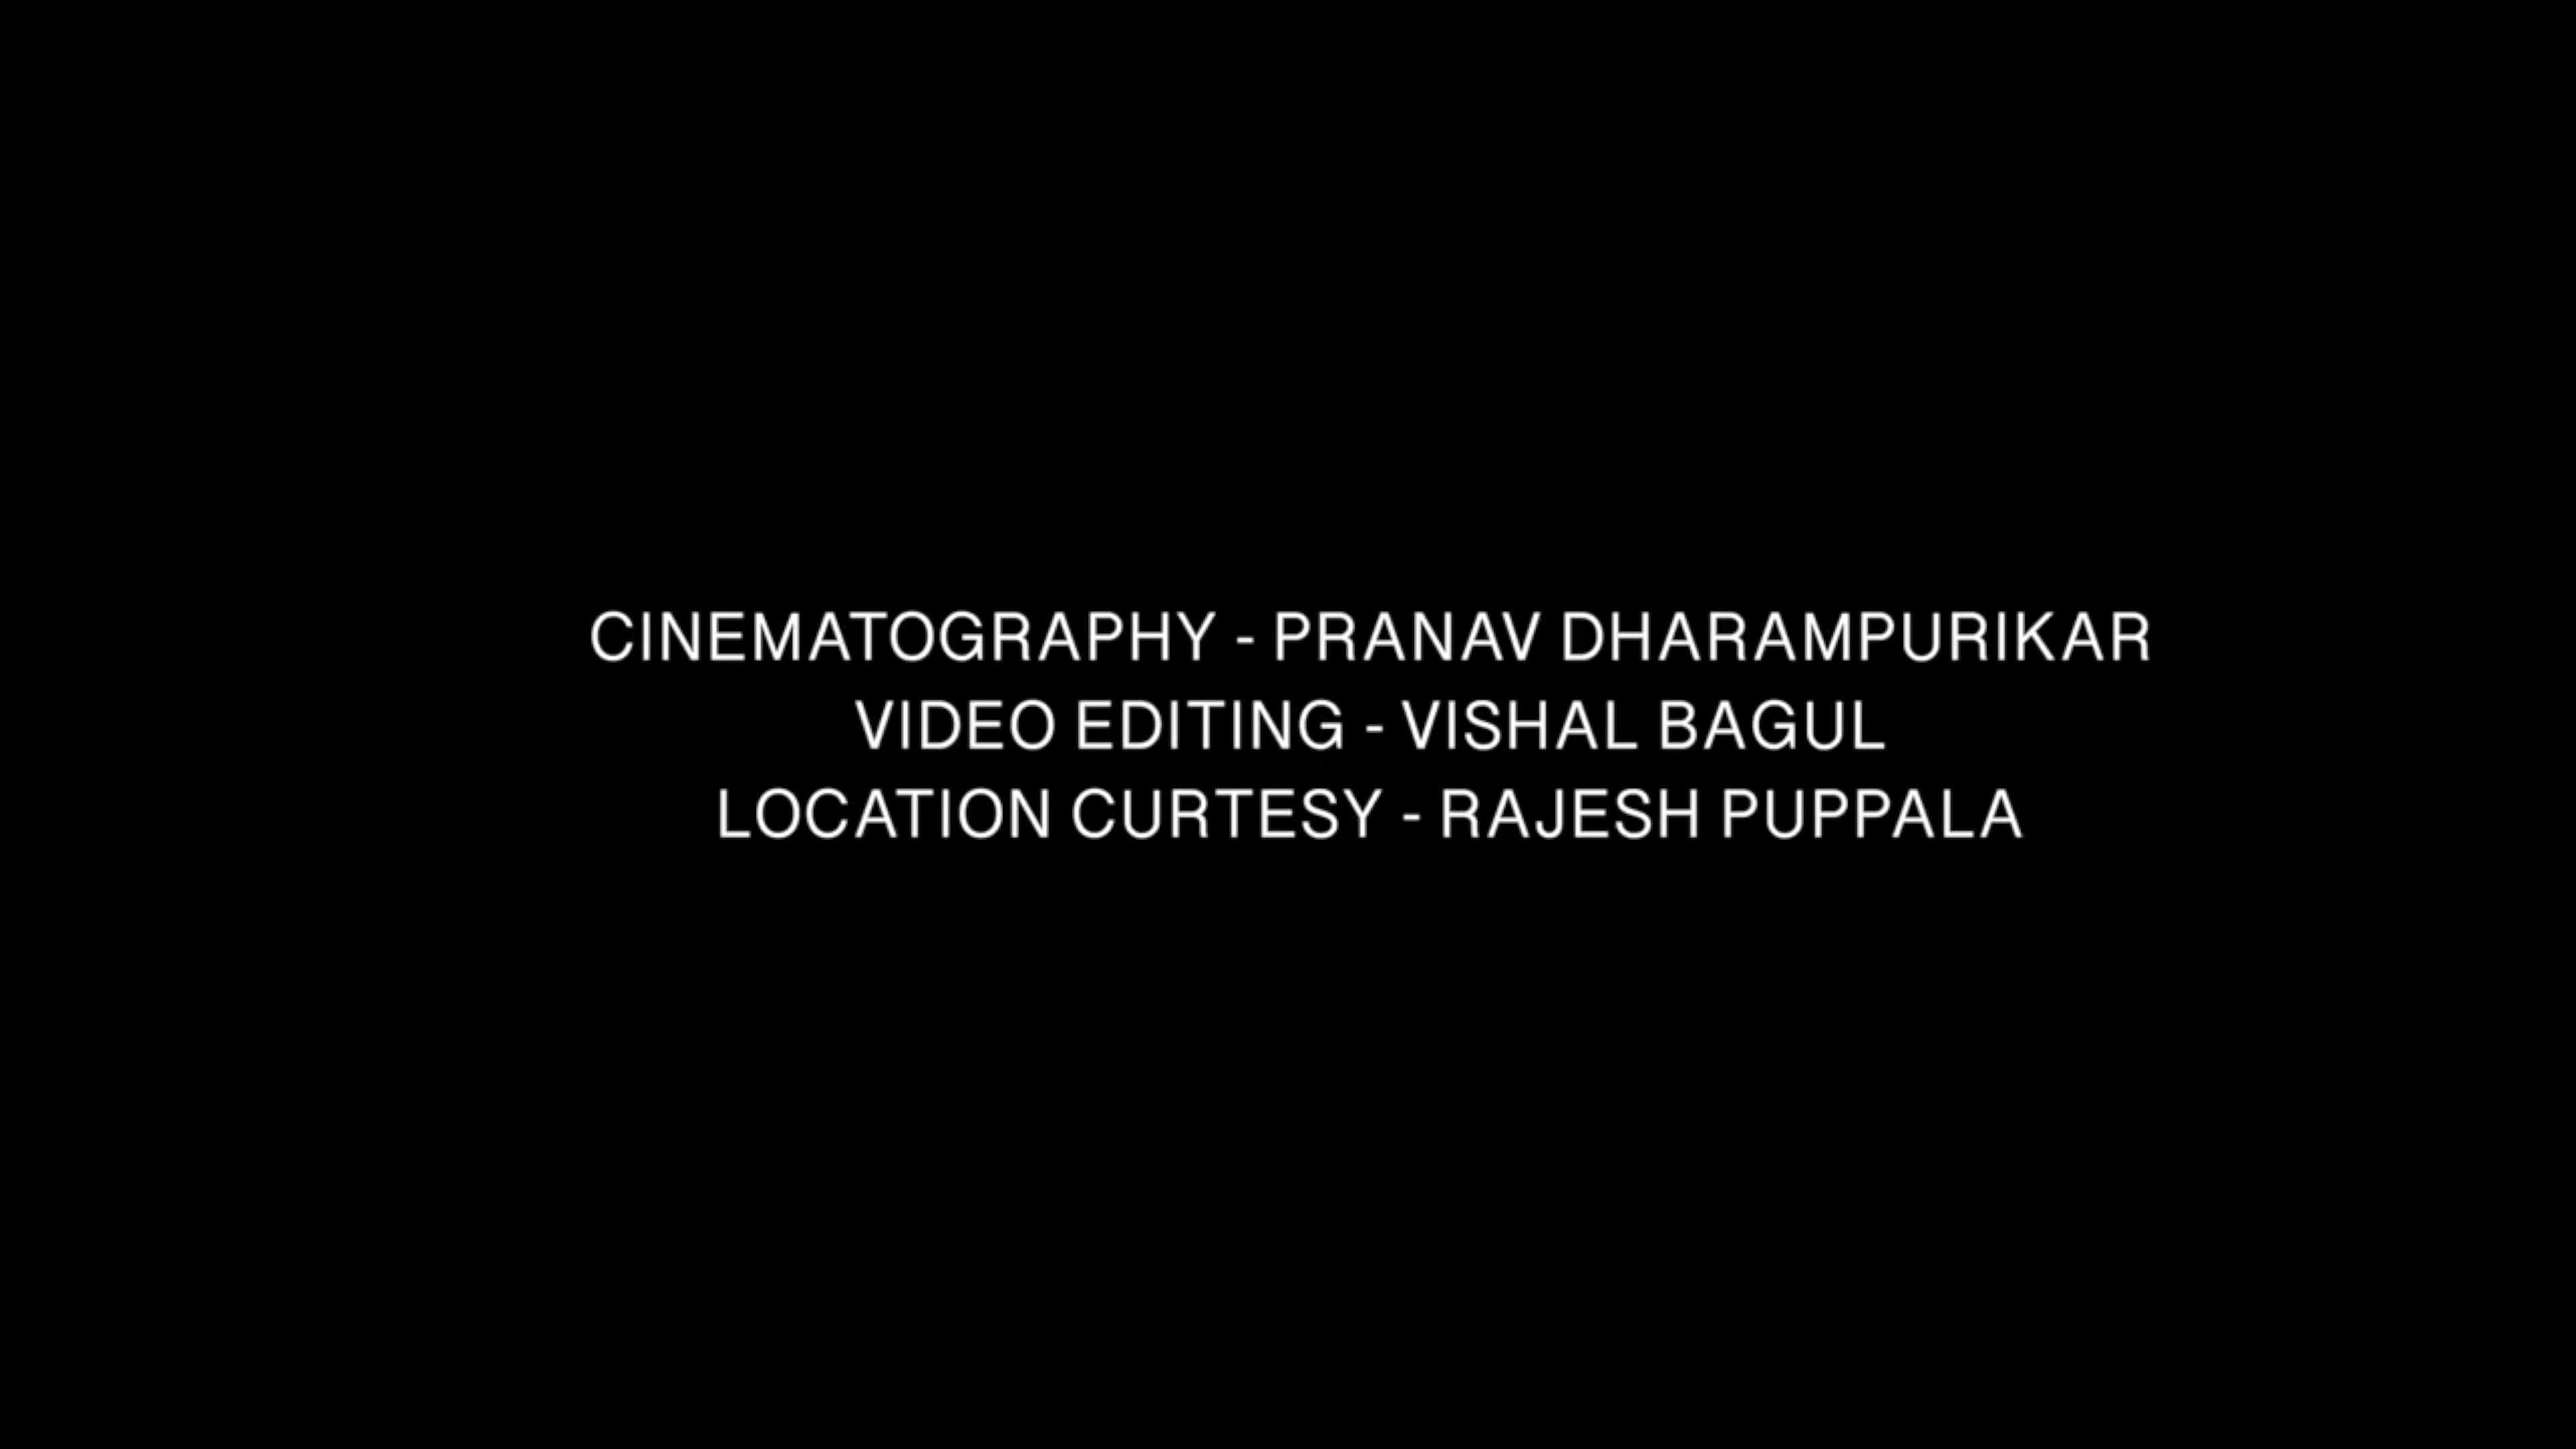 CINEMATOGRAPHY - PRANAV DHARAMPURIKAR
VIDEO EDITING - VISHAL BAGUL
LOCATION CURTESY - RAJESH PUPPALA